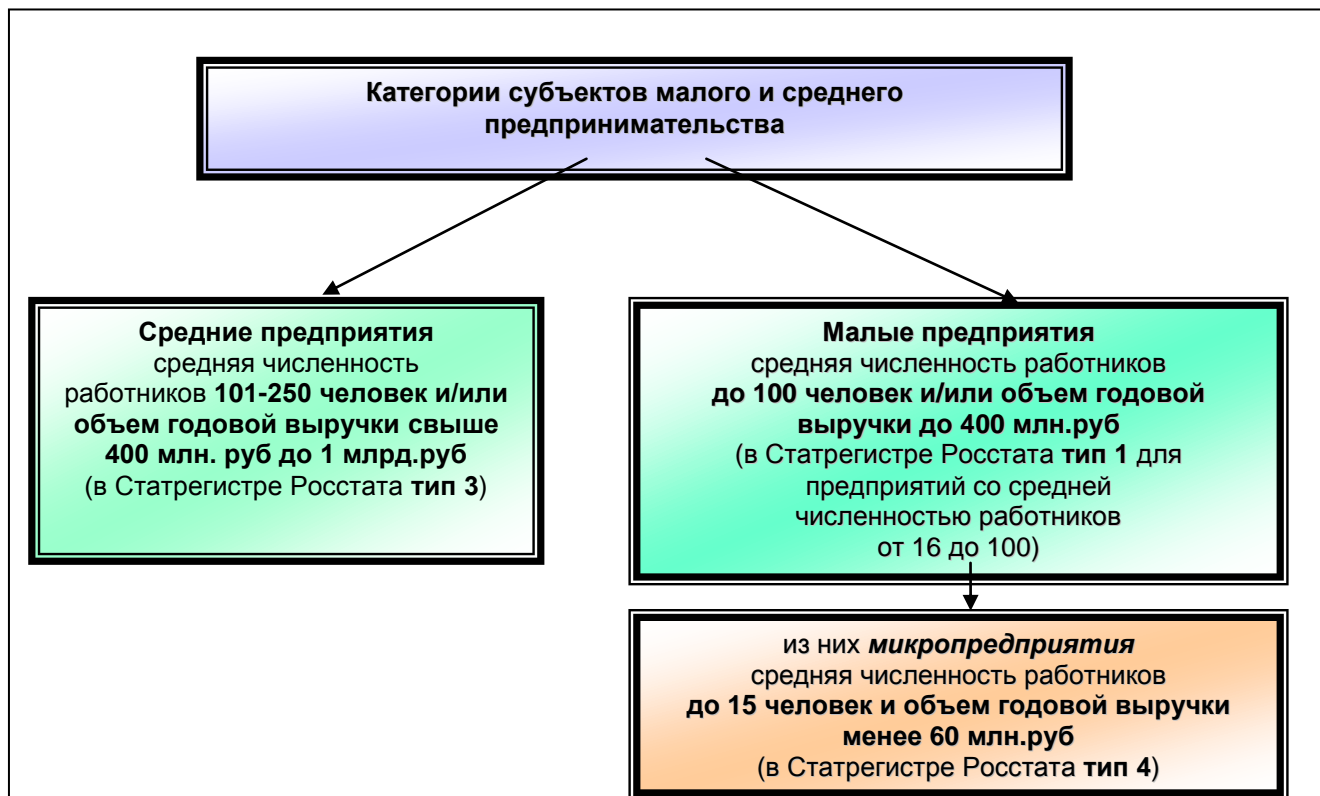 Категории субъектов малого и среднего
предпринимательства
Средние предприятия
средняя численность
работников 101-250 человек и/или
объем годовой выручки свыше
400 млн. руб до 1 млрд.руб
(в Статрегистре Росстата тип 3)
Малые предприятия
средняя численность работников
до 100 человек и/или объем годовой
выручки до 400 млн.руб
(в Статрегистре Росстата тип 1 для
предприятий со средней
численностью работников
от 16 до 100)
из них микропредприятия
средняя численность работников
до 15 человек и объем годовой выручки
менее 60 млн.руб
(в Статрегистре Росстата тип 4)